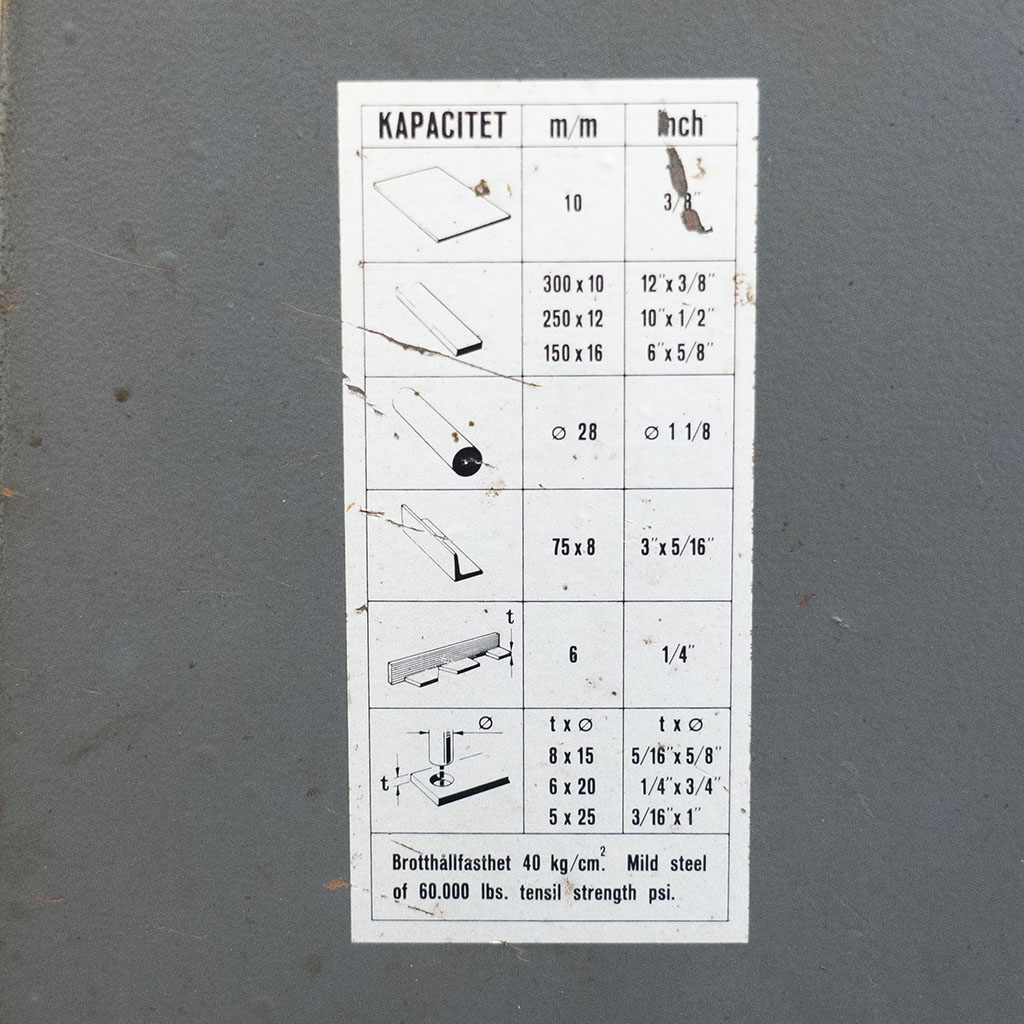 KAPACITET m/m Inch
10 3/8"
300 x 10 12" x 3/8"
250 x 12 10" x 1/2"
150 x 16 6" x 5/8"
∅ 28 ∅ 1 1/8
75 x 8 3" x 5/16"
t
6 1/4"
∅ t x ∅ t x ∅
8 x 15 5/16" x 5/8"
t 6 x 20 1/4" x 3/4"
5 x 25 3/16" x 1"
Brotthållfasthet 40 kg/cm² Mild steel
of 60.000 lbs. tensil strength psi.